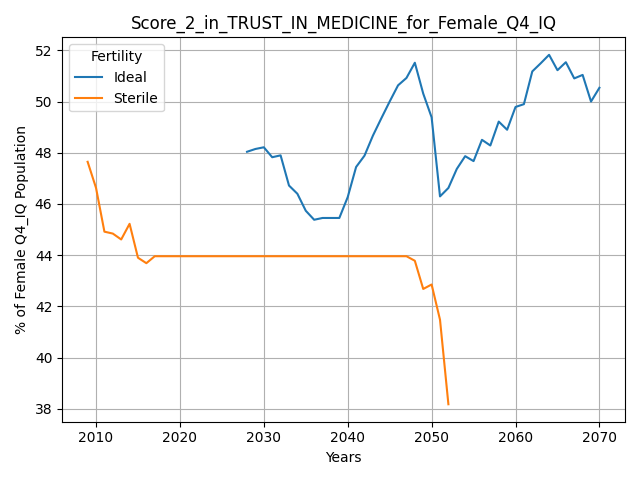 Score_2_in_TRUST_IN_MEDICINE_for_Female_Q4_IQ
Fertility
Ideal
Sterile
% of Female Q4_IQ Population
52
50
48
46
44
42
40
38
2010 2020 2030 2040 2050 2060 2070
Years